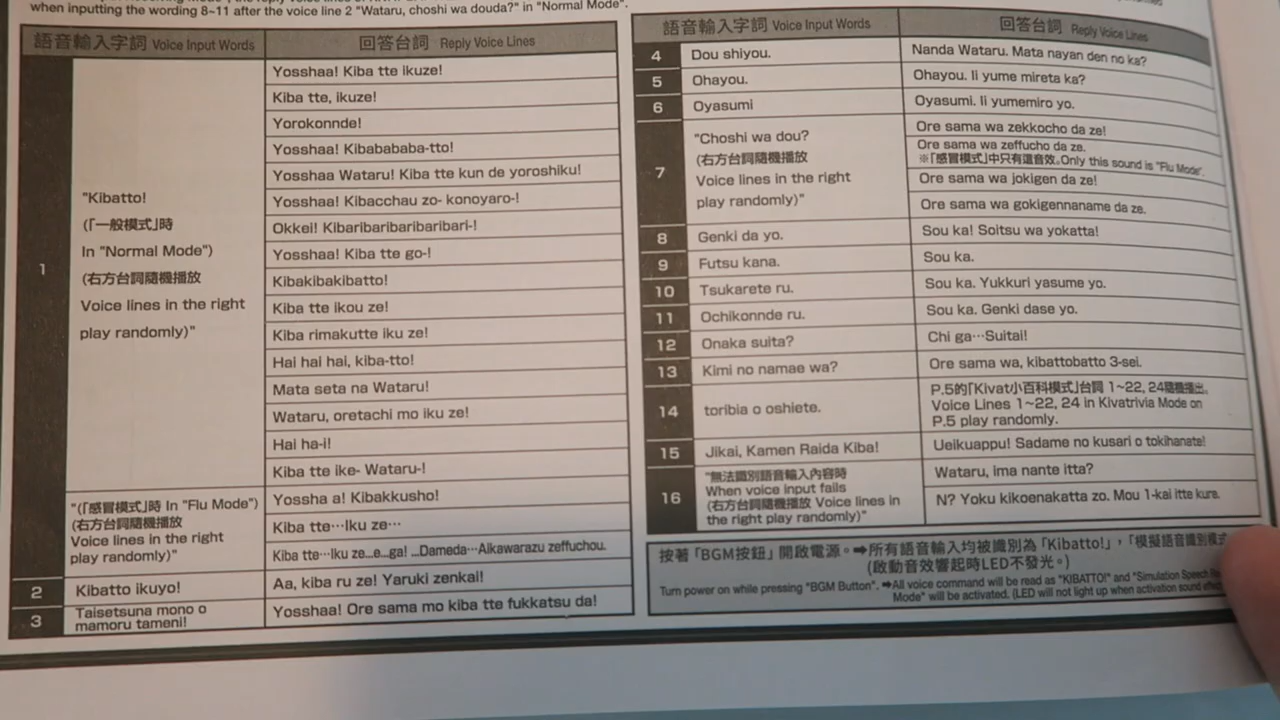 when inputting the wording 8~11 after the voice line 2 "Wataru, choshi wa douda?" in "Normal Mode".
語音輸入字詞 Voice Input Words
回答台詞 Reply Voice Lines
1
"Kibatto!
(「一般模式」時
In "Normal Mode")
(右方台詞隨機播放
Voice lines in the right
play randomly)"
Yosshaa! Kiba tte ikuze!
Kiba tte, ikuze!
Yorokonnde!
Yosshaa! Kibabababa-tto!
Yosshaa Wataru! Kiba tte kun de yoroshiku!
Yosshaa! Kibacchau zo- konoyaro-!
Okkei! Kibaribaribaribaribari-!
Yosshaa! Kiba tte go-!
Kibakibakibatto!
Kiba tte ikou ze!
Kiba rimakutte iku ze!
Hai hai hai, kiba-tto!
Mata seta na Wataru!
Wataru, oretachi mo iku ze!
Hai ha-i!
Kiba tte ike- Wataru-!
"(「感冒模式」時 In "Flu Mode")
(右方台詞隨機播放
Voice lines in the right
play randomly)"
Yossha a! Kibakkusho!
Kiba tte…Iku ze…
Kiba tte…Iku ze...e...ga! ...Dameda…Aikawarazu zeffuchou.
2
Kibatto ikuyo!
Aa, kiba ru ze! Yaruki zenkai!
3
Taisetsuna mono o
mamoru tameni!
Yosshaa! Ore sama mo kiba tte fukkatsu da!
語音輸入字詞 Voice Input Words
回答台詞 Reply Voice Lines
4
Dou shiyou.
Nanda Wataru. Mata nayan den no ka?
5
Ohayou.
Ohayou. Ii yume mireta ka?
6
Oyasumi
Oyasumi. Ii yumemiro yo.
7
"Choshi wa dou?
(右方台詞隨機播放
Voice lines in the right
play randomly)"
Ore sama wa zekkocho da ze!
Ore sama wa zeffucho da ze.
※「感冒模式」中只有這音效。Only this sound is "Flu Mode".
Ore sama wa jokigen da ze!
Ore sama wa gokigennaname da ze.
8
Genki da yo.
Sou ka! Soitsu wa yokatta!
9
Futsu kana.
Sou ka.
10
Tsukarete ru.
Sou ka. Yukkuri yasume yo.
11
Ochikonnde ru.
Sou ka. Genki dase yo.
12
Onaka suita?
Chi ga…Suitai!
13
Kimi no namae wa?
Ore sama wa, kibattobatto 3-sei.
14
toribia o oshiete.
P.5的「Kivat小百科模式」台詞 1~22, 24隨機播出。
Voice Lines 1~22, 24 in Kivatrivia Mode on
P.5 play randomly.
15
Jikai, Kamen Raida Kiba!
Ueikuappu! Sadame no kusari o tokihanate!
16
"無法識別語音輸入內容時
When voice input fails
(右方台詞隨機播放 Voice lines in
the right play randomly)"
Wataru, ima nante itta?
N? Yoku kikoenakatta zo. Mou 1-kai itte kure.
按著「BGM按鈕」開啟電源。➡所有語音輸入均被識別為「Kibatto!」，「模擬語音識別模式
(啟動音效響起時LED不發光。)
Turn power on while pressing "BGM Button". ➡All voice command will be read as "KIBATTO!" and "Simulation Speech
Mode" will be activated. (LED will not light up when activation sound